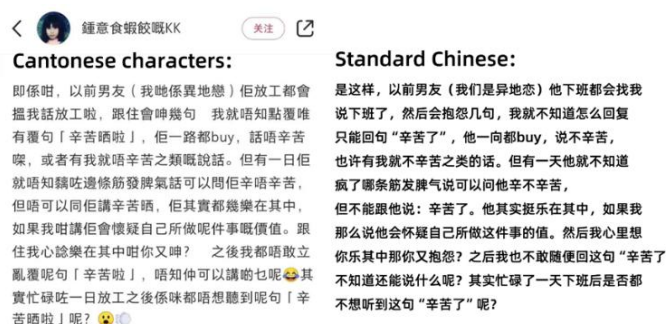 鍾意食蝦餃嘅KK
关注
Cantonese characters:
即係咁，以前男友（我哋係異地戀）佢放工都會
搵我話放工啦，跟住會呻幾句 我就唔知點覆唯
有覆句「辛苦晒啦」，佢一路都buy，話唔辛苦
㗎，或者有我就唔辛苦之類嘅說話。但有一日佢
就唔知黐咗邊條筋發脾氣話可以問佢辛唔辛苦，
但唔可以同佢講辛苦晒，佢其實都幾樂在其中，
如果我咁講佢會懷疑自己所做呢件事嘅價值。跟
住我心諗樂在其中咁你又呻？ 之後我都唔敢立
亂覆呢句「辛苦啦」，唔知仲可以講啲乜呢😂其
實忙碌咗一日放工之後係咪都唔想聽到呢句「辛
苦晒啦」呢？😮💨
Standard Chinese:
是这样，以前男友（我们是异地恋）他下班都会找我
说下班了，然后会抱怨几句，我就不知道怎么回复
只能回句“辛苦了”，他一向都buy，说不辛苦，
也许有我就不辛苦之类的话。但有一天他就不知道
疯了哪条筋发脾气说可以问他辛不辛苦，
但不能跟他说：辛苦了。他其实挺乐在其中，如果我
那么说他会怀疑自己所做这件事的值。然后我心里想
你乐其中那你又抱怨？之后我也不敢随便回这句“辛苦了
不知道还能说什么呢？其实忙碌了一天下班后是否都
不想听到这句“辛苦了”呢？